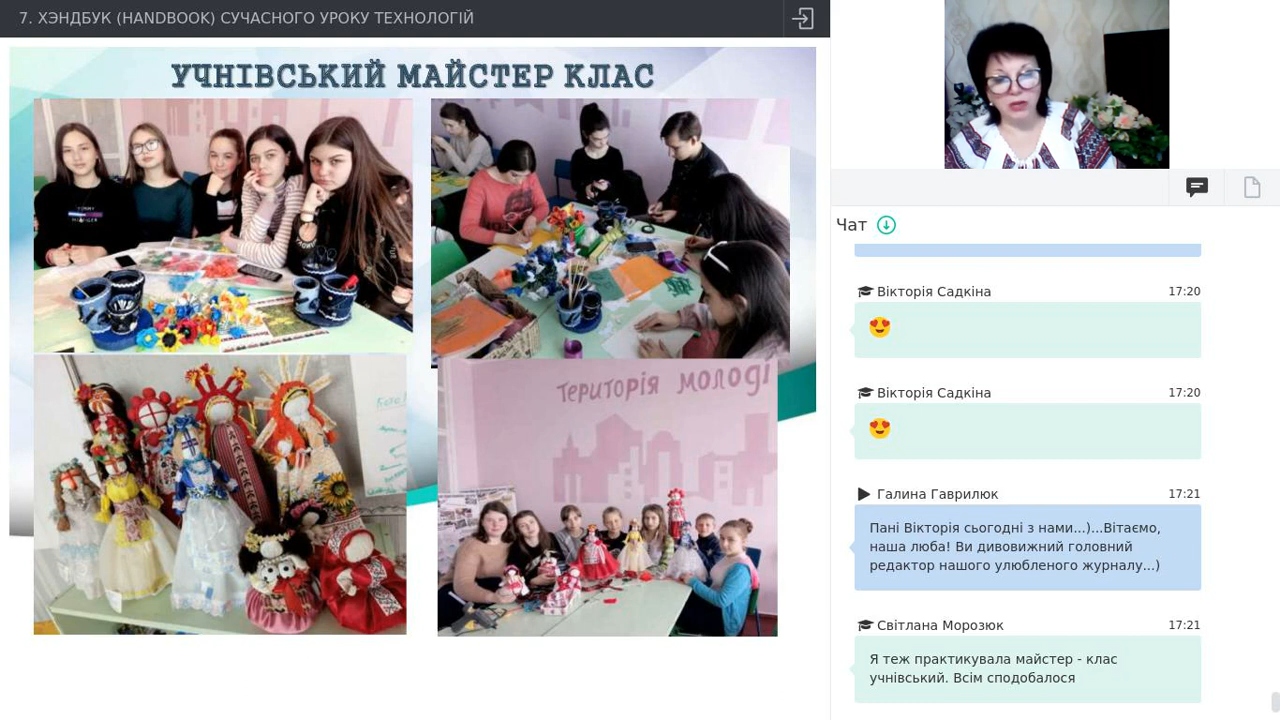 7. ХЭНДБУК (HANDBOOK) СУЧАСНОГО УРОКУ ТЕХНОЛОГІЙ
УЧНІВСЬКИЙ МАЙСТЕР КЛАС
територія молоді
Чат
Вікторія Садкіна 17:20
😍
Вікторія Садкіна 17:20
😍
Галина Гаврилюк 17:21
Пані Вікторія сьогодні з нами...)...Вітаємо,
наша люба! Ви дивовижний головний
редактор нашого улюбленого журналу...)
Світлана Морозюк 17:21
Я теж практикувала майстер - клас
учнівський. Всім сподобалося